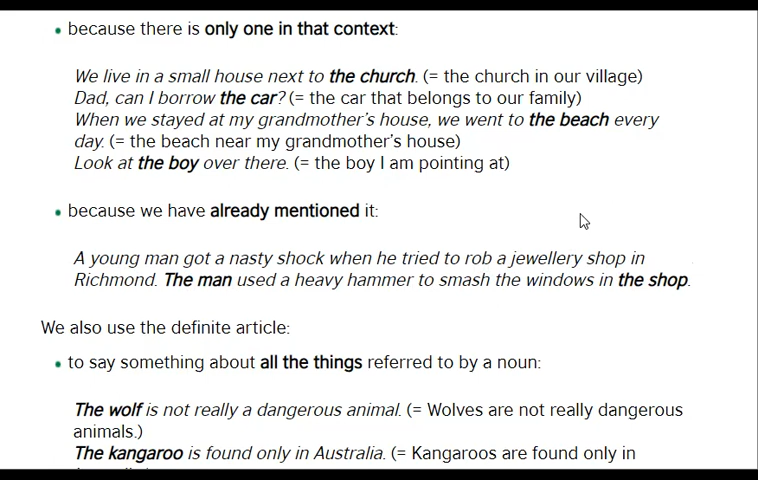 • because there is only one in that context:
We live in a small house next to the church. (= the church in our village)
Dad, can I borrow the car? (= the car that belongs to our family)
When we stayed at my grandmother's house, we went to the beach every
day. (= the beach near my grandmother's house)
Look at the boy over there. (= the boy I am pointing at)
• because we have already mentioned it:
A young man got a nasty shock when he tried to rob a jewellery shop in
Richmond. The man used a heavy hammer to smash the windows in the shop.
We also use the definite article:
• to say something about all the things referred to by a noun:
The wolf is not really a dangerous animal. (= Wolves are not really dangerous
animals.)
The kangaroo is found only in Australia. (= Kangaroos are found only in